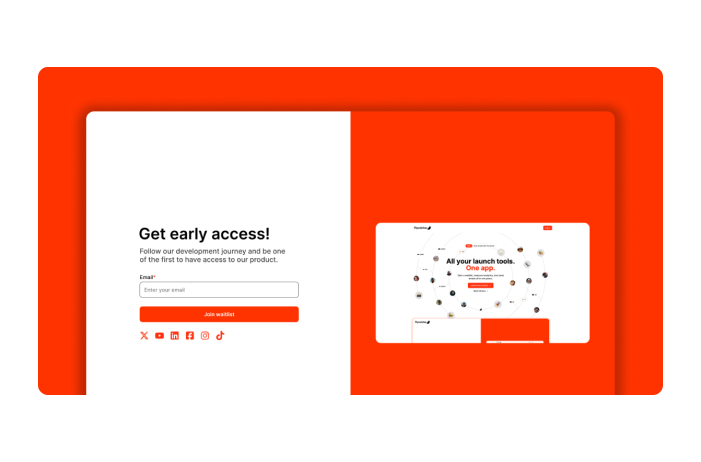 Get early access!
Follow our development journey and be one
of the first to have access to our product.
Email*
Enter your email
Join waitlist
All your launch tools.
One app.